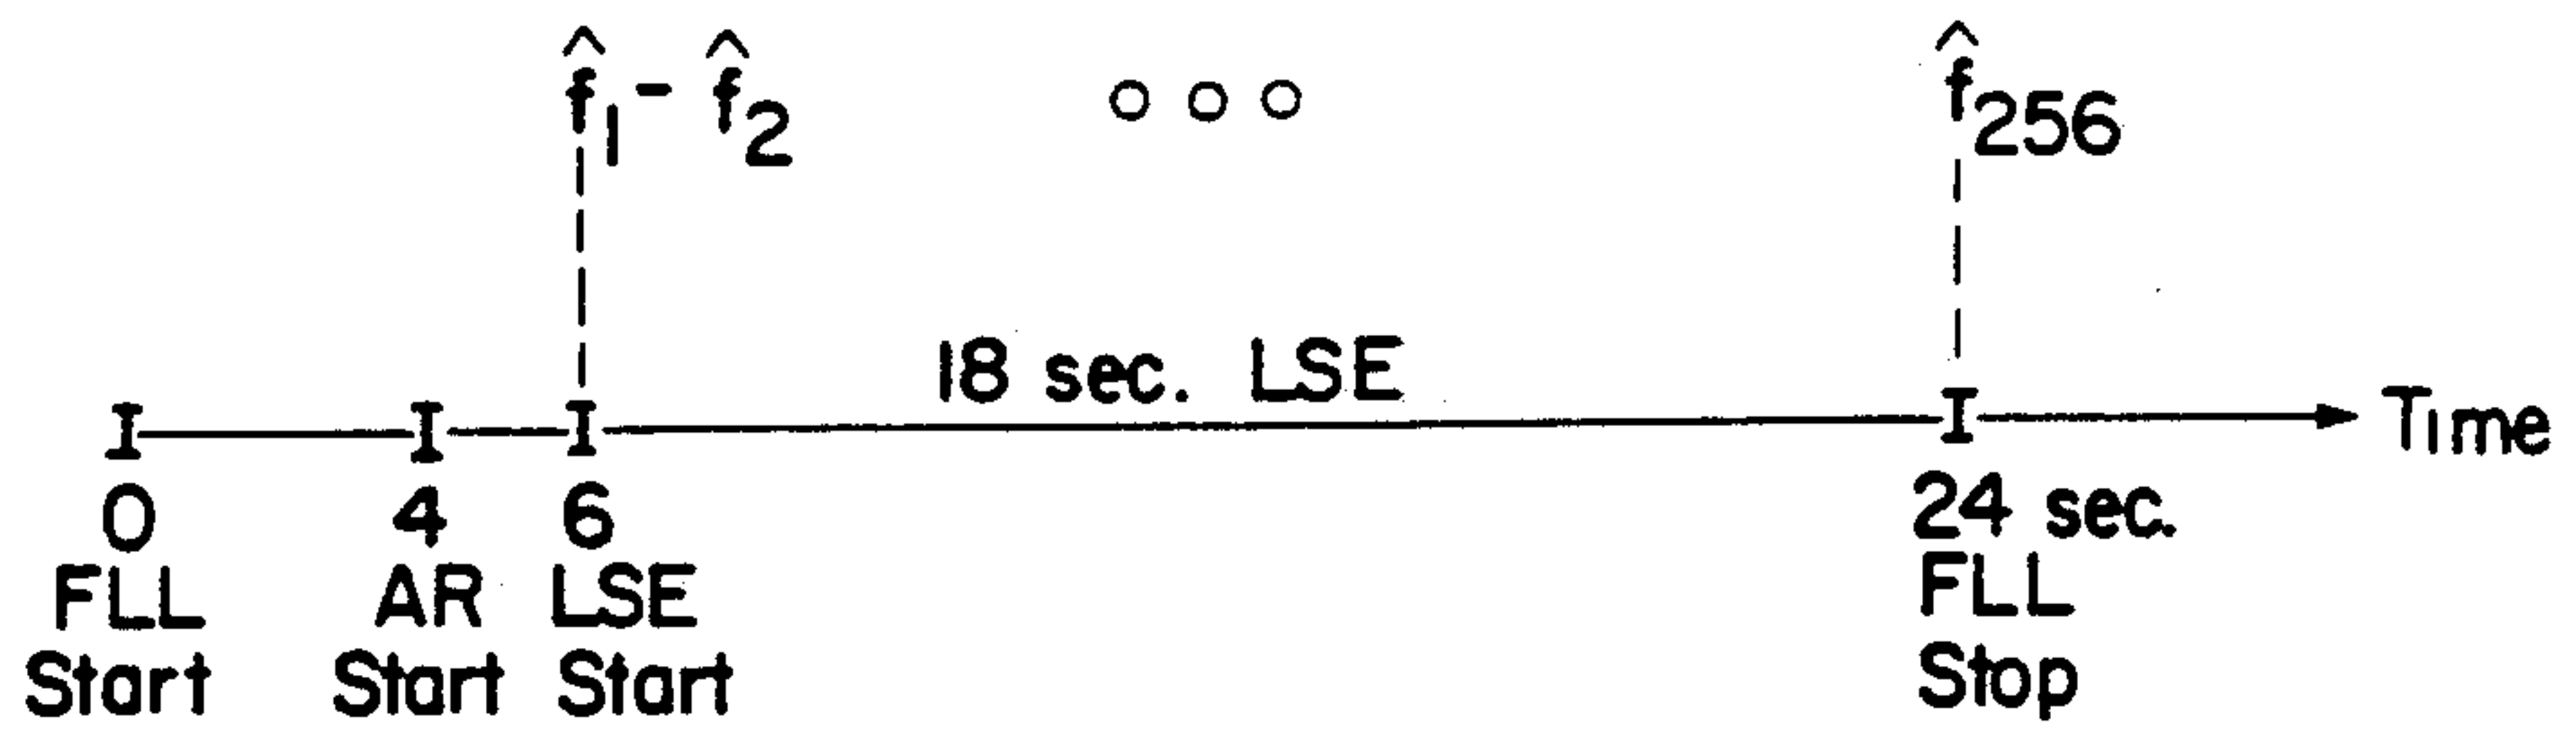 f̂₁ - f̂₂ ○ ○ ○ f̂₂₅₆
18 sec. LSE
Time
0 4 6 24 sec.
FLL AR LSE FLL
Start Start Start Stop